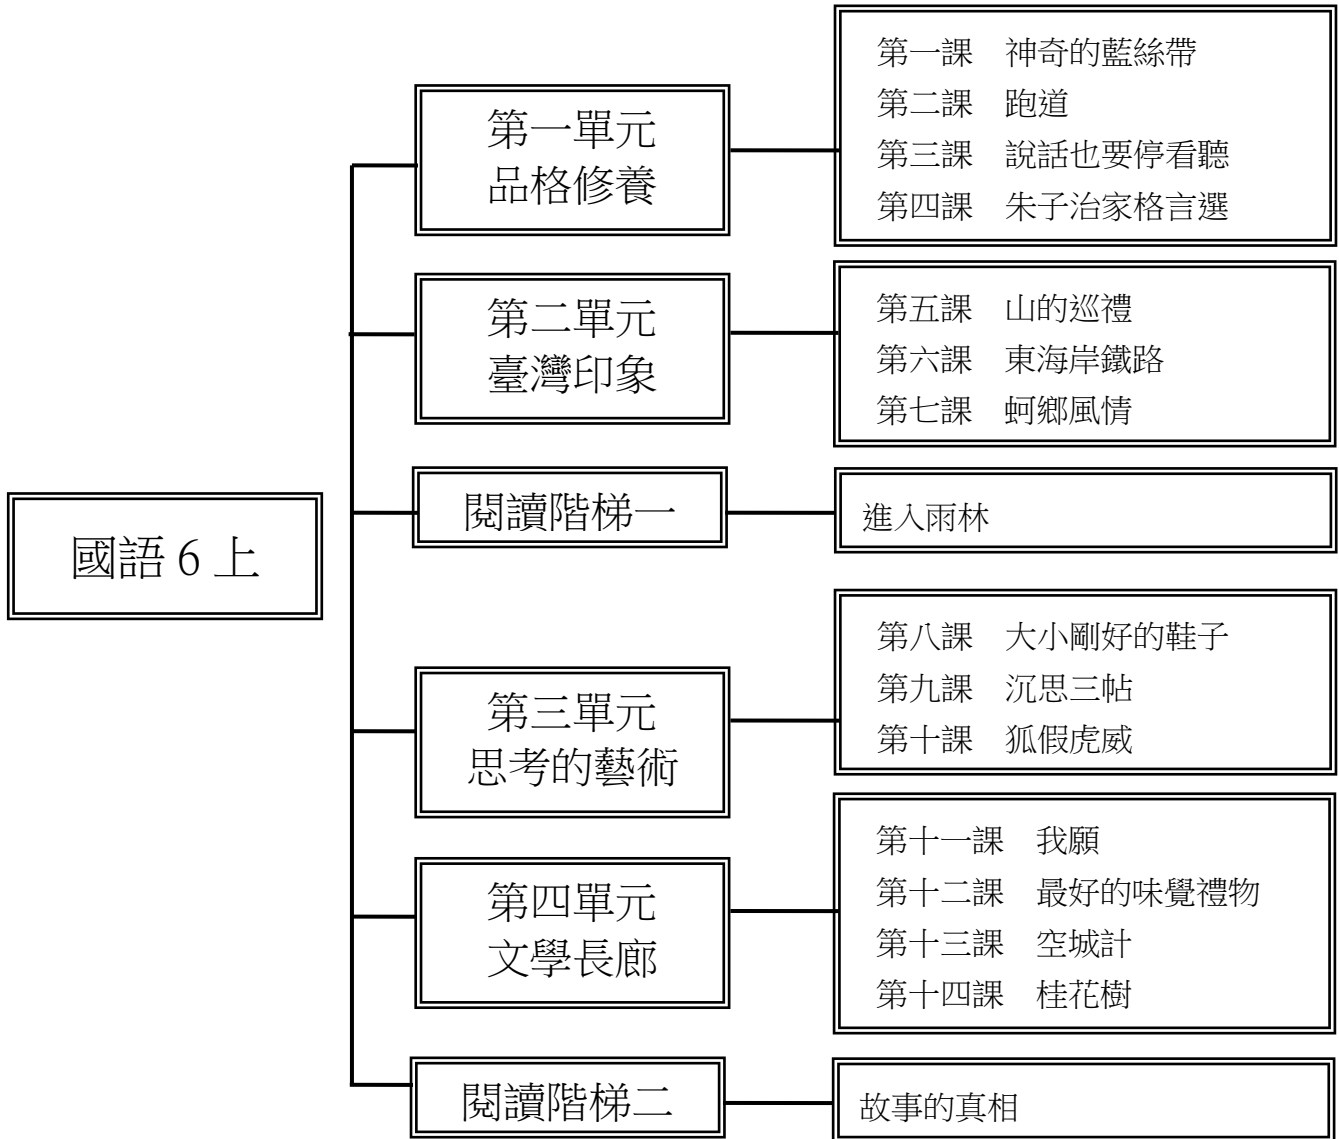 國語 6 上
第一單元
品格修養
第一課　神奇的藍絲帶
第二課　跑道
第三課　說話也要停看聽
第四課　朱子治家格言選
第二單元
臺灣印象
第五課　山的巡禮
第六課　東海岸鐵路
第七課　蚵鄉風情
閱讀階梯一
進入雨林
第三單元
思考的藝術
第八課　大小剛好的鞋子
第九課　沉思三帖
第十課　狐假虎威
第四單元
文學長廊
第十一課　我願
第十二課　最好的味覺禮物
第十三課　空城計
第十四課　桂花樹
閱讀階梯二
故事的真相